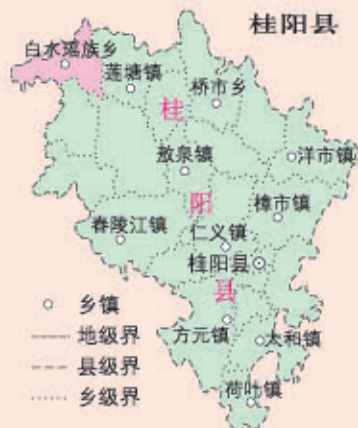 桂阳县
白水瑶族乡
莲塘镇
桥市乡
桂
敖泉镇
洋市镇
阳
樟市镇
舂陵江镇
仁义镇
桂阳县
县
乡镇
方元镇
太和镇
地级界
县级界
荷叶镇
乡级界